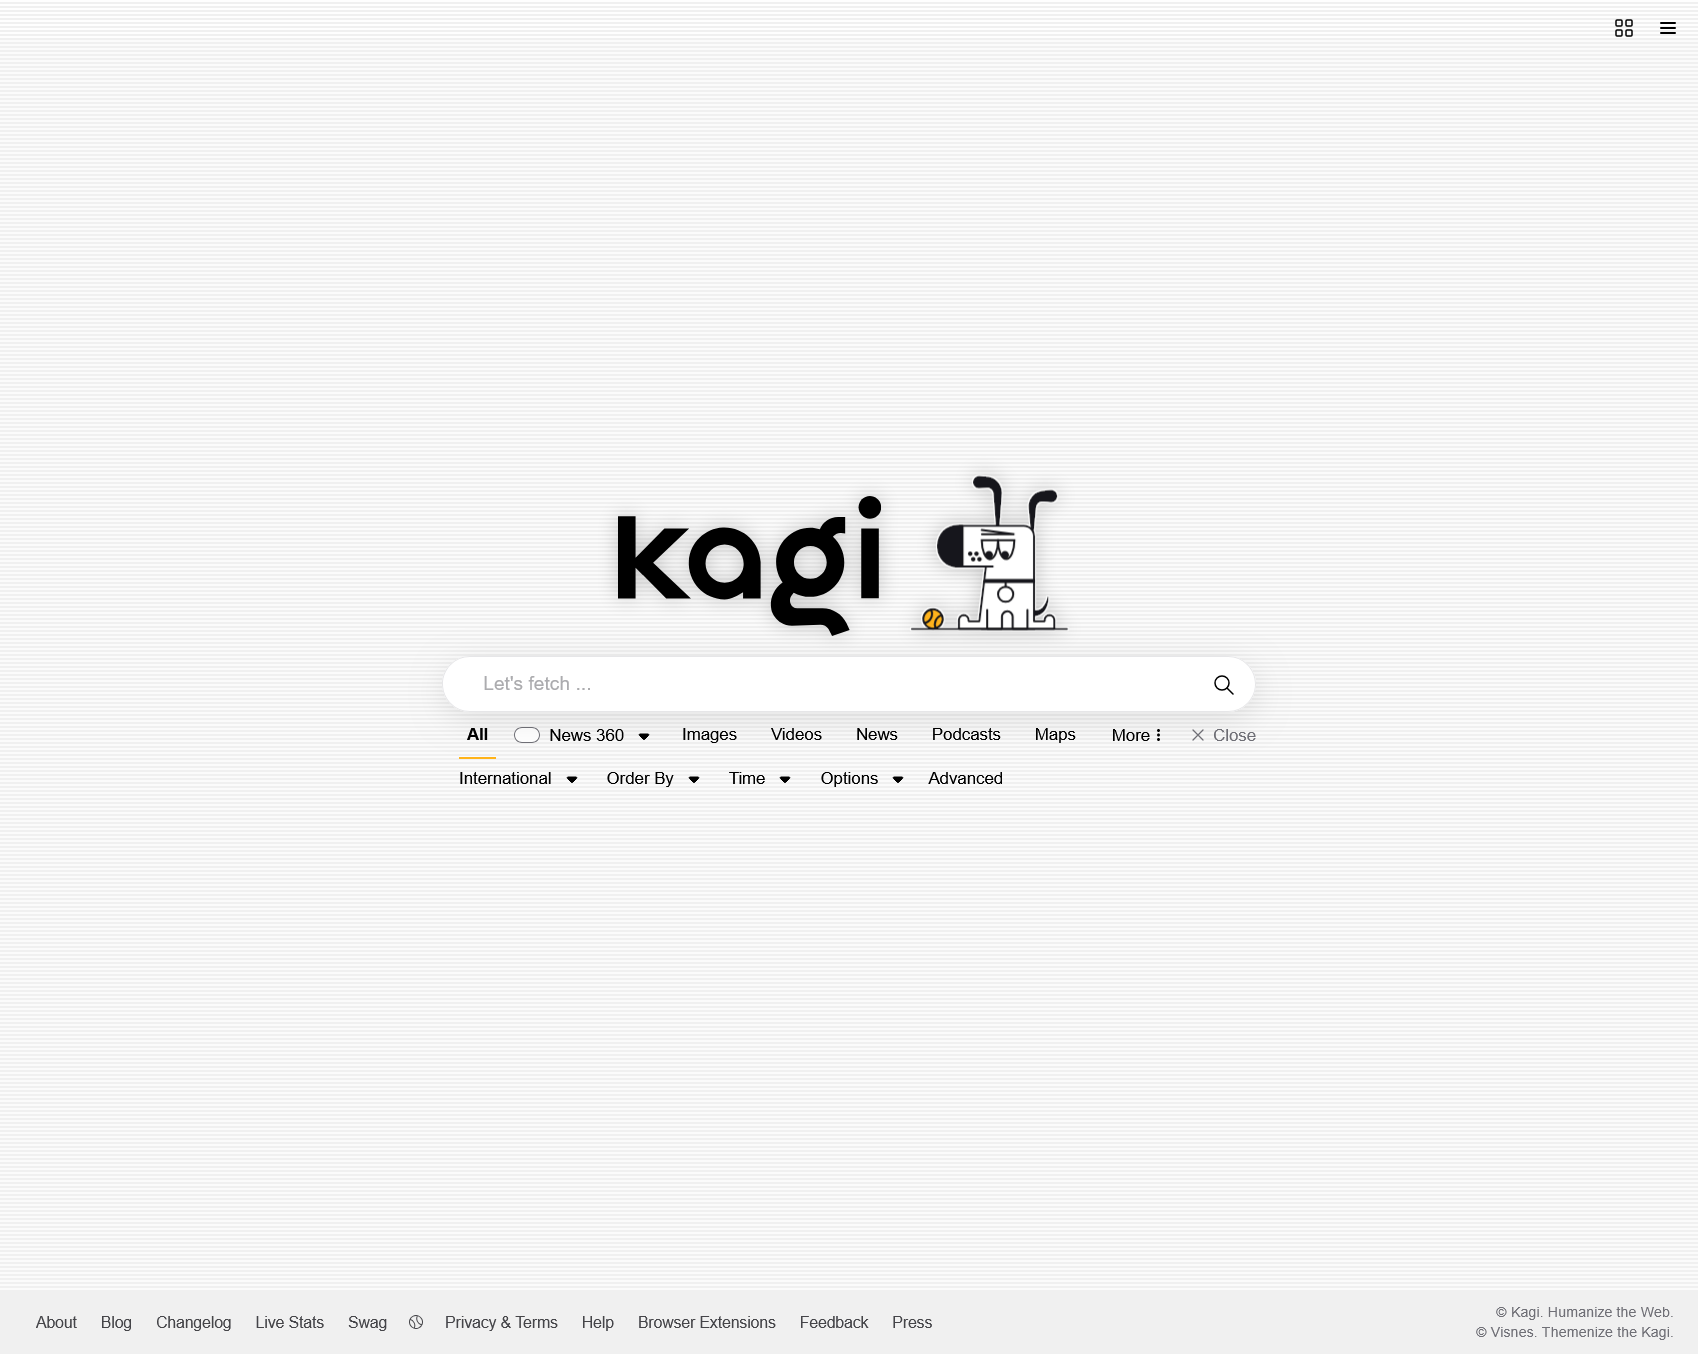 kagi
Let's fetch ...
All News 360 Images Videos News Podcasts Maps More Close
International Order By Time Options Advanced
About Blog Changelog Live Stats Swag Privacy & Terms Help Browser Extensions Feedback Press
© Kagi. Humanize the Web.
© Visnes. Themenize the Kagi.